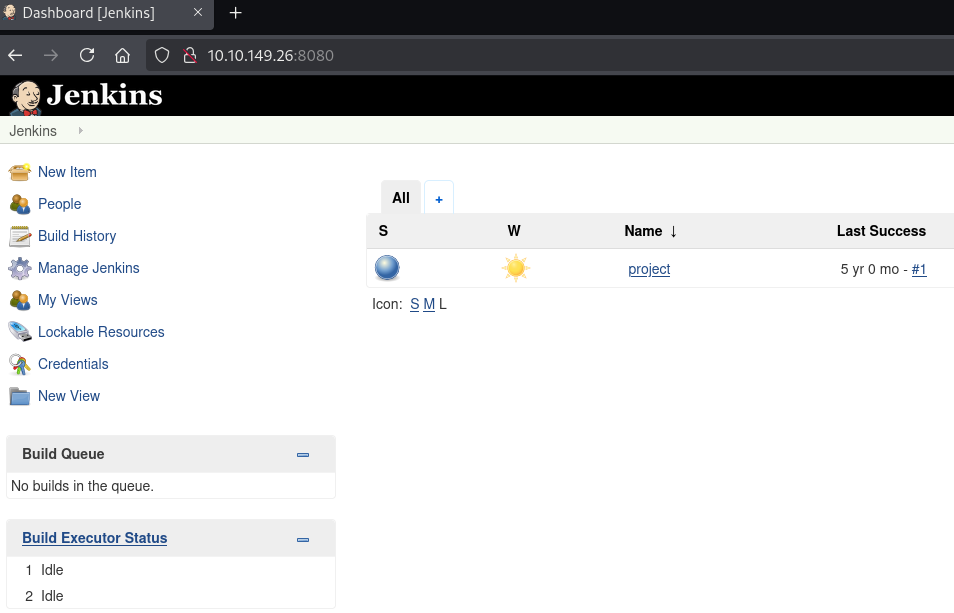 Dashboard [Jenkins]
10.10.149.26:8080
Jenkins
Jenkins
New Item
People
Build History
Manage Jenkins
My Views
Lockable Resources
Credentials
New View
Build Queue
No builds in the queue.
Build Executor Status
1 Idle
2 Idle
All +
S W Name ↓ Last Success
project 5 yr 0 mo - #1
Icon: S M L